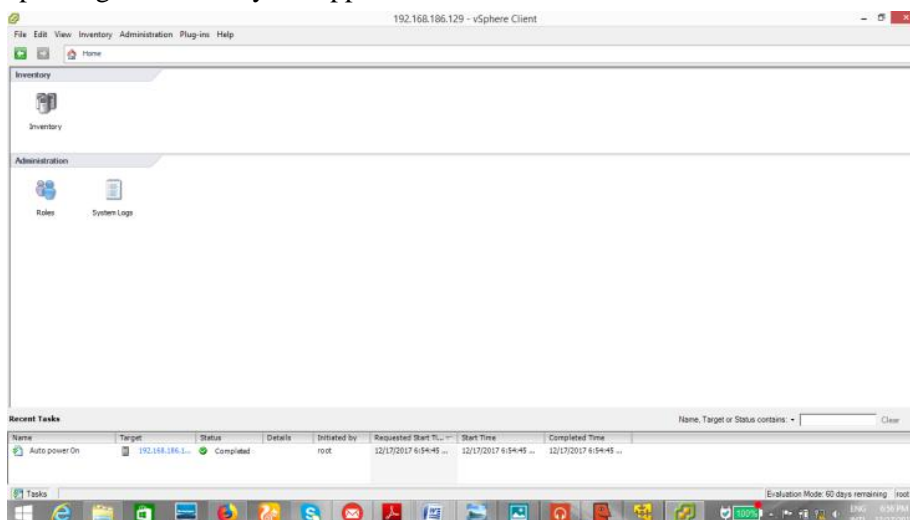 192.168.186.129 - vSphere Client
File Edit View Inventory Administration Plug-ins Help
Home
Inventory
Inventory
Administration
Roles System Logs
Recent Tasks Name, Target or Status contains: Clear
Name Target Status Details Initiated by Requested Start Ti... Start Time Completed Time
Auto power On 192.168.186.1... Completed root 12/17/2017 6:54:45 ... 12/17/2017 6:54:45 ... 12/17/2017 6:54:45 ...
Tasks Evaluation Mode: 60 days remaining root
100% ENG 6:56 PM